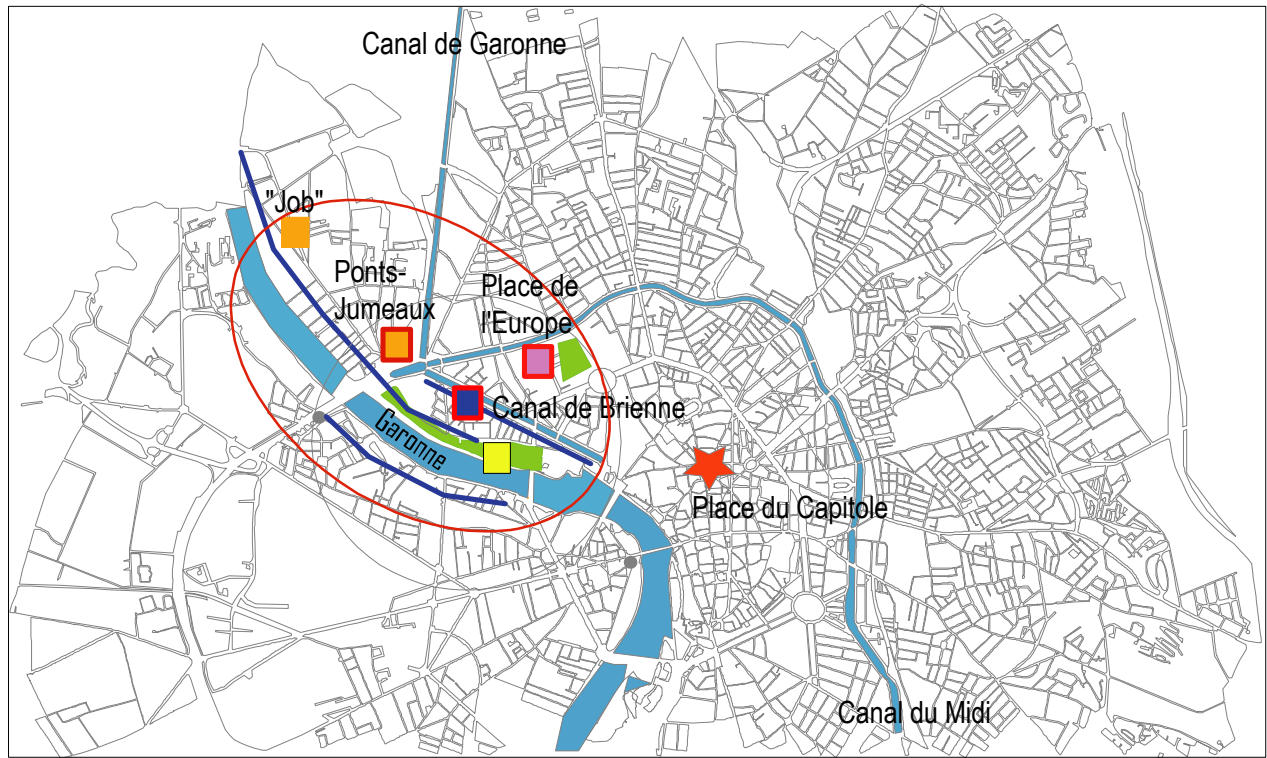 Canal de Garonne
"Job"
Ponts-
Jumeaux
Place de
l'Europe
Canal de Brienne
Garonne
Place du Capitole
Canal du Midi